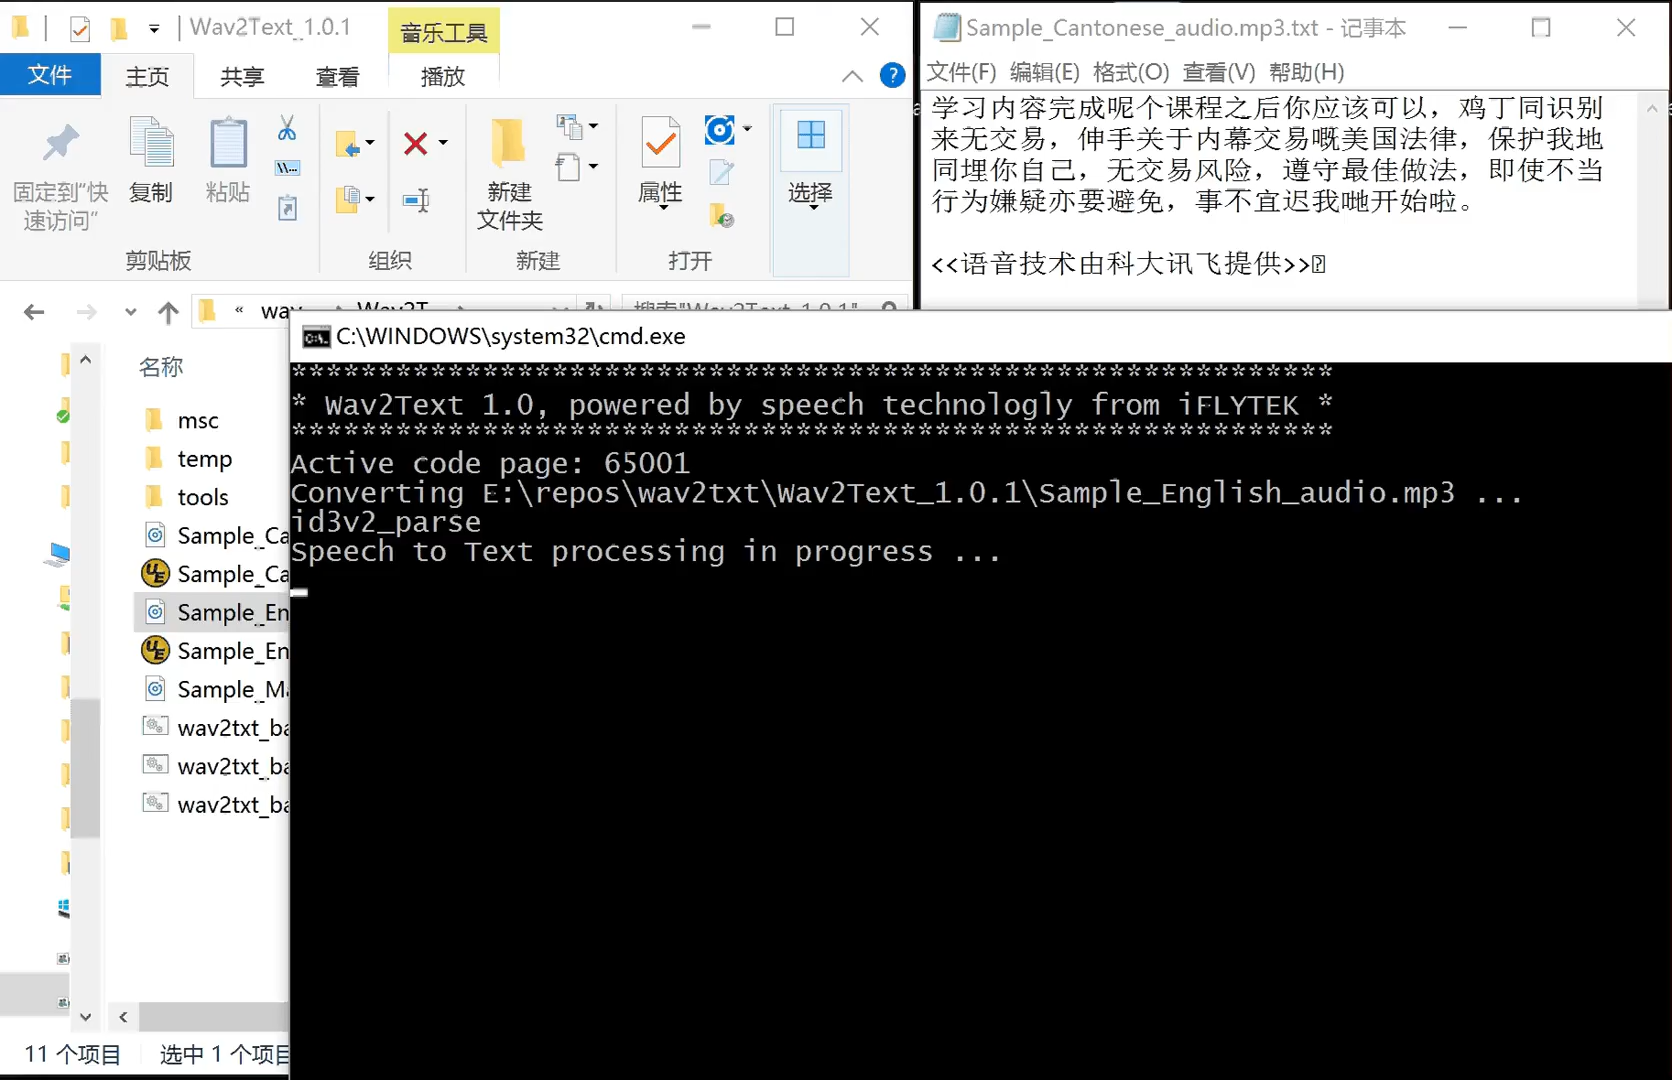 Wav2Text_1.0.1
音乐工具
文件
主页
共享
查看
播放
固定到“快
速访问”
复制
粘贴
新建
文件夹
属性
选择
剪贴板
组织
新建
打开
« wav
名称
msc
temp
tools
Sample_Ca
Sample_Ca
Sample_En
Sample_En
Sample_Ma
wav2txt_ba
wav2txt_ba
wav2txt_ba
11 个项目
选中 1 个项目
Sample_Cantonese_audio.mp3.txt - 记事本
文件(F) 编辑(E) 格式(O) 查看(V) 帮助(H)
学习内容完成呢个课程之后你应该可以，鸡丁同识别
来无交易，伸手关于内幕交易嘅美国法律，保护我地
同埋你自己，无交易风险，遵守最佳做法，即使不当
行为嫌疑亦要避免，事不宜迟我哋开始啦。
<<语音技术由科大讯飞提供>>
C:\WINDOWS\system32\cmd.exe
************************************************************
* Wav2Text 1.0, powered by speech technologly from iFLYTEK *
************************************************************
Active code page: 65001
Converting E:\repos\wav2txt\Wav2Text_1.0.1\Sample_English_audio.mp3 ...
id3v2_parse
Speech to Text processing in progress ...